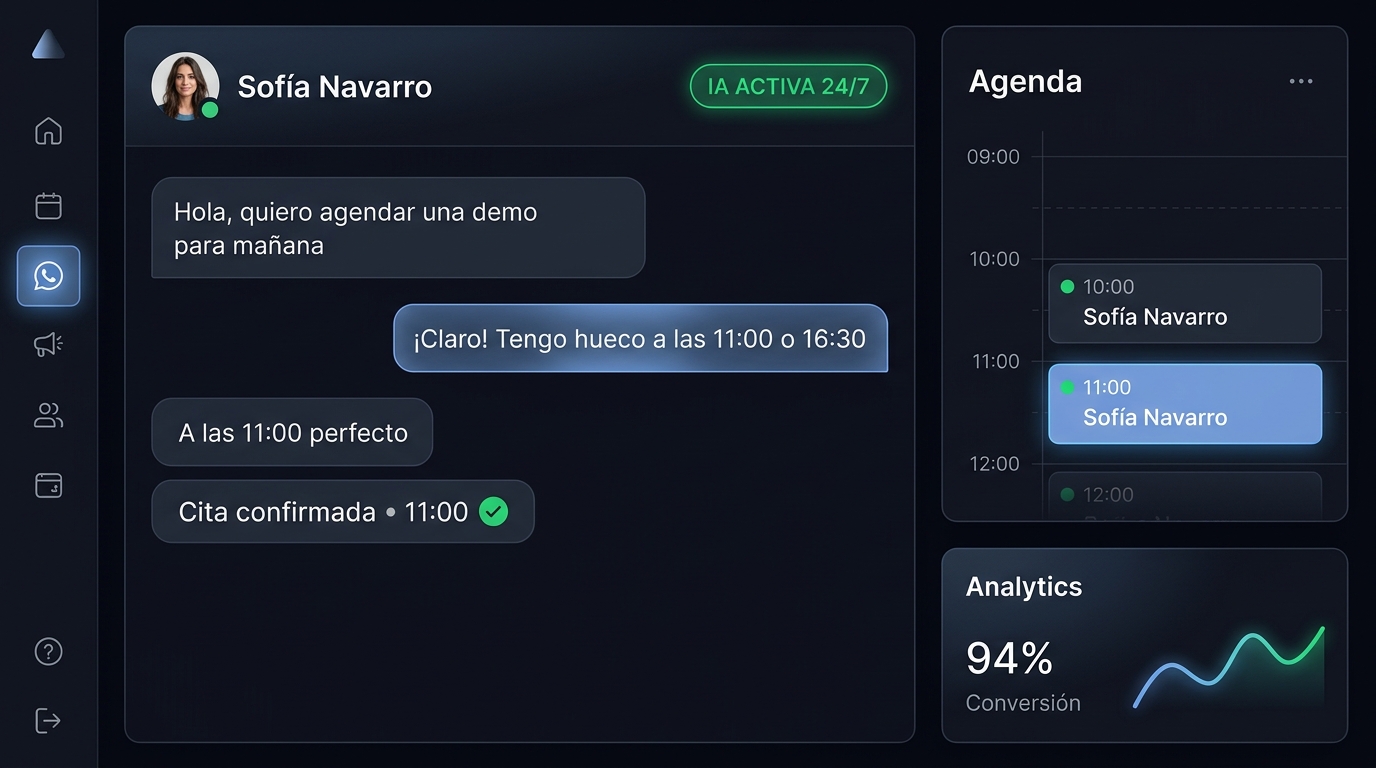 Sofía Navarro
IA ACTIVA 24/7
Hola, quiero agendar una demo
para mañana
¡Claro! Tengo hueco a las 11:00 o 16:30
A las 11:00 perfecto
Cita confirmada • 11:00
Agenda
09:00
10:00
10:00
Sofía Navarro
11:00
11:00
Sofía Navarro
12:00
12:00
Analytics
94%
Conversión